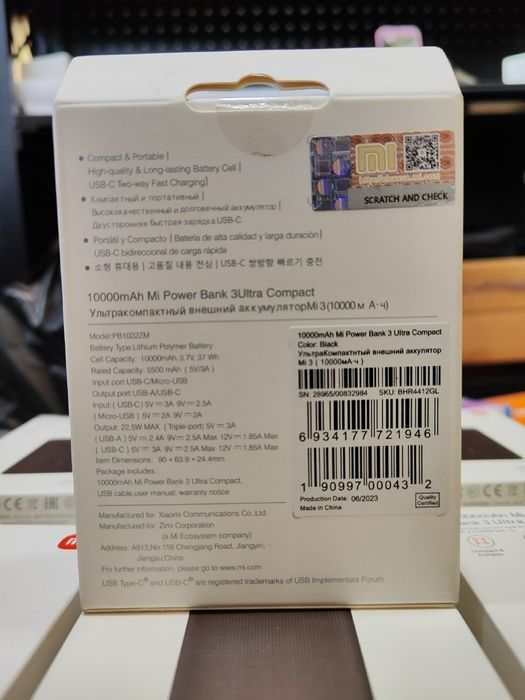 Compact & Portable |
High-quality & Long-lasting Battery Cell |
USB-C Two-way Fast Charging|
Компактный и портативный |
Высококачественный и долговечный аккумулятор |
Двусторонняя быстрая зарядка USB-C
Portátil y Compacto | Batería de alta calidad y larga duración |
USB-C bidireccional de carga rápida
소형 휴대용 | 고품질 내용 전심 | USB-C 쌍방향 빠르기 충전
mi
http://chaxun.mi.com
SCRATCH AND CHECK
10000mAh Mi Power Bank 3Ultra Compact
Ультракомпактный внешний аккумуляторMi 3 (10000 м А·ч)
Model:PB1022ZM
Battery Type:Lithium Polymer Battery
Cell Capacity: 10000mAh, 3.7V, 37 Wh
Rated Capacity: 5500 mAh ( 5V/3A )
Input port:USB-C/Micro-USB
Output port:USB-A/USB-C
Input:( USB-C) 5V ⎓ 3A 9V ⎓ 2.5A
( Micro-USB ) 5V ⎓ 2A 9V ⎓ 2A
Output: 22.5W MAX ( Triple-port) 5V ⎓ 3A
( USB-A ) 5V ⎓ 2.4A 9V⎓ 2.5A Max 12V ⎓ 1.85A Max
( USB-C ) 5V ⎓ 3A 9V⎓ 2.5A Max 12V ⎓ 1.85A Max
Item Dimensions: 90 × 63.9 × 24.4mm
Package includes:
10000mAh Mi Power Bank 3 Ultra Compact,
USB cable,user manual, warranty notice
Manufactured for: Xiaomi Communications Co.,Ltd.
Manufactured for: Zimi Corporation
(a Mi Ecosystem company)
Address: A913,No.159 Chengjang Road, Jiangyin,
Jiangsu,China
Fro further information, please go to www.mi.com
USB Type-C® and USB-C® are registered trademarks of USB Implementers Forum.
10000mAh Mi Power Bank 3 Ultra Compact
Color: Black
УльтраКомпактный внешний аккулятор
Mi 3 ( 10000мА·ч )
SN: 28965/00832984 SKU: BHR4412GL
6 934177 721946
1 90997 00043 2
Production Date: 06/2023
Made in China
Quality
Certified